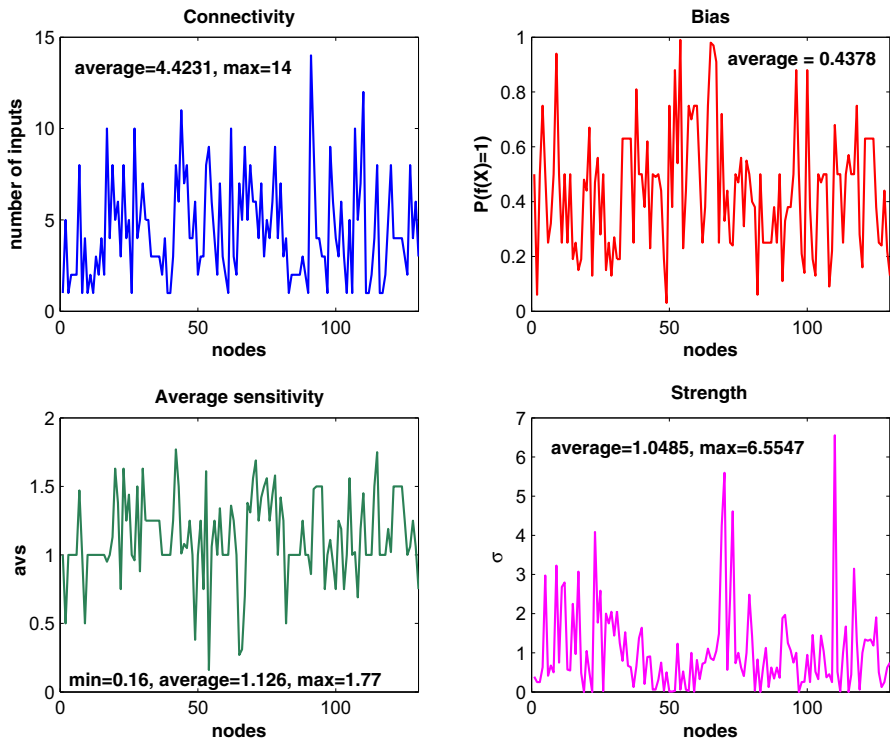 Connectivity
average=4.4231, max=14
number of inputs
15
10
5
0
0
50
100
nodes
Bias
average = 0.4378
P(f(X)=1)
1
0.8
0.6
0.4
0.2
0
0
50
100
nodes
Average sensitivity
avs
2
1.5
1
0.5
0
min=0.16, average=1.126, max=1.77
0
50
100
nodes
Strength
average=1.0485, max=6.5547
σ
7
6
5
4
3
2
1
0
0
50
100
nodes